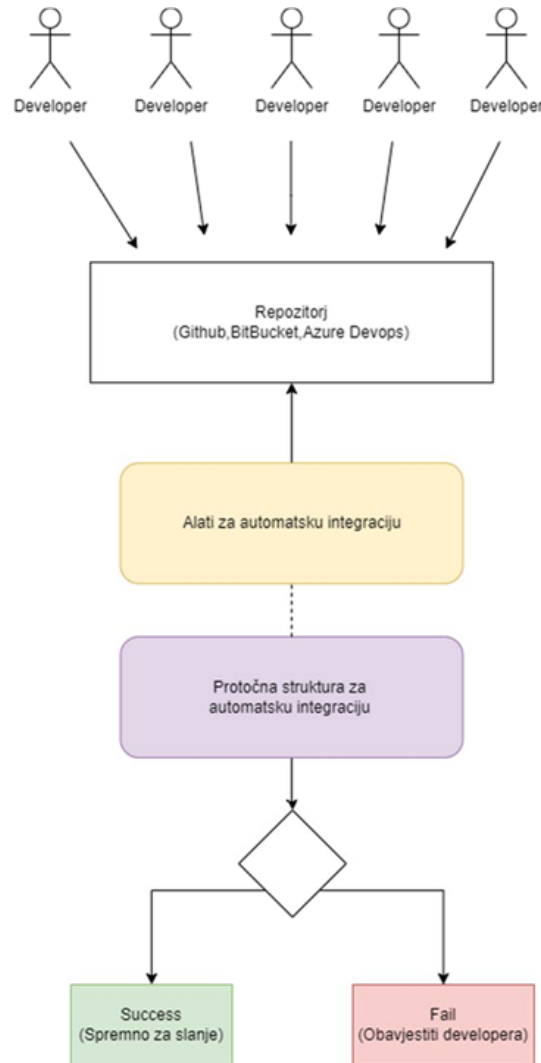 Developer
Developer
Developer
Developer
Developer
Repozitorj
(Github,BitBucket,Azure Devops)
Alati za automatsku integraciju
Protočna struktura za
automatsku integraciju
Success
(Spremno za slanje)
Fail
(Obavjestiti developera)